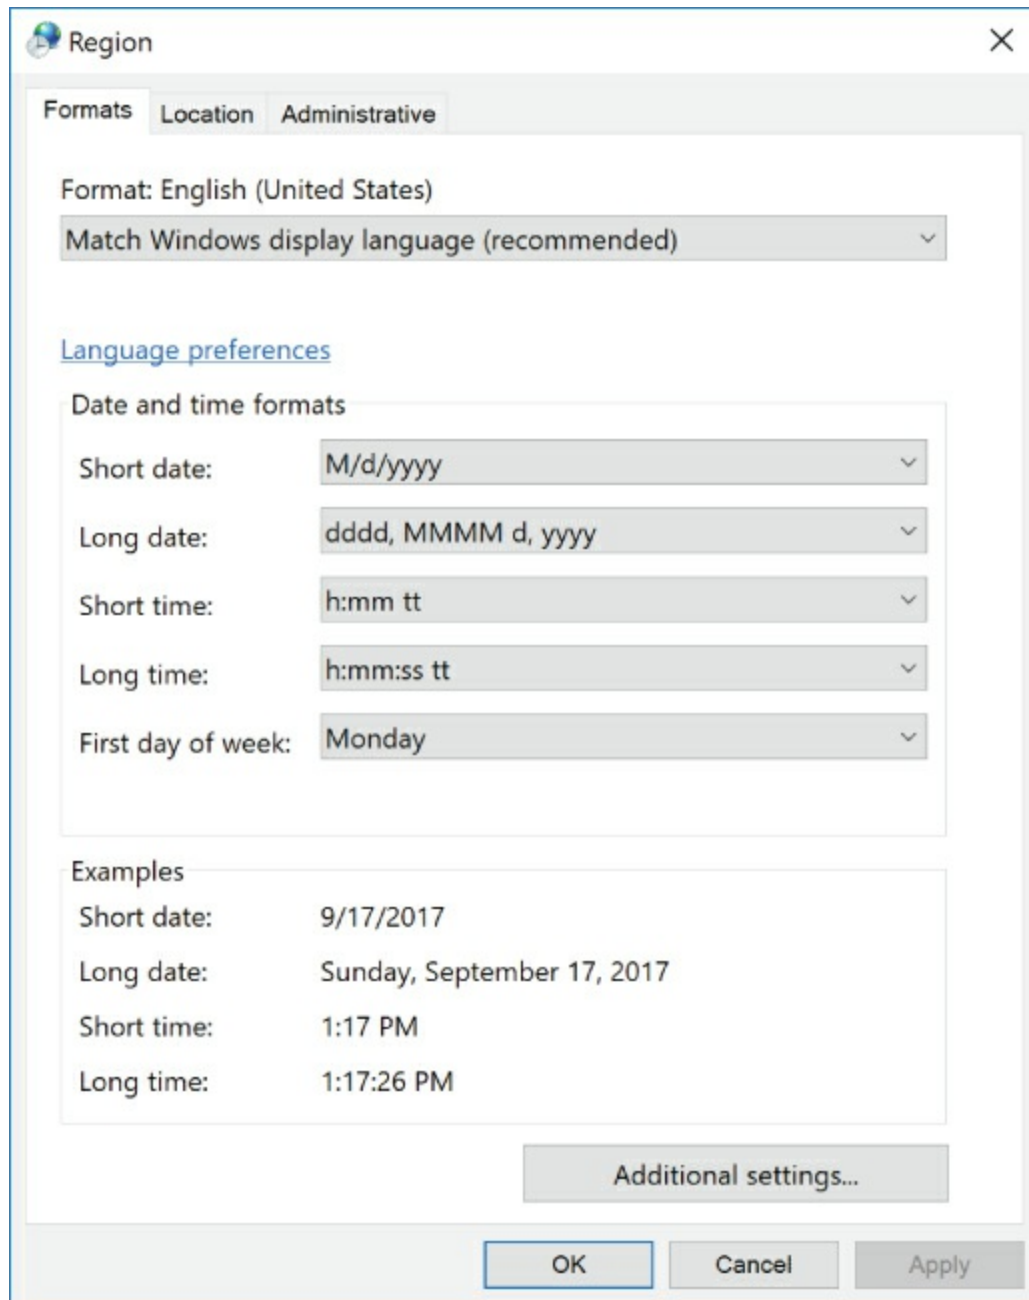 Region
Formats Location Administrative
Format: English (United States)
Match Windows display language (recommended)
Language preferences
Date and time formats
Short date: M/d/yyyy
Long date: dddd, MMMM d, yyyy
Short time: h:mm tt
Long time: h:mm:ss tt
First day of week: Monday
Examples
Short date: 9/17/2017
Long date: Sunday, September 17, 2017
Short time: 1:17 PM
Long time: 1:17:26 PM
Additional settings...
OK Cancel Apply